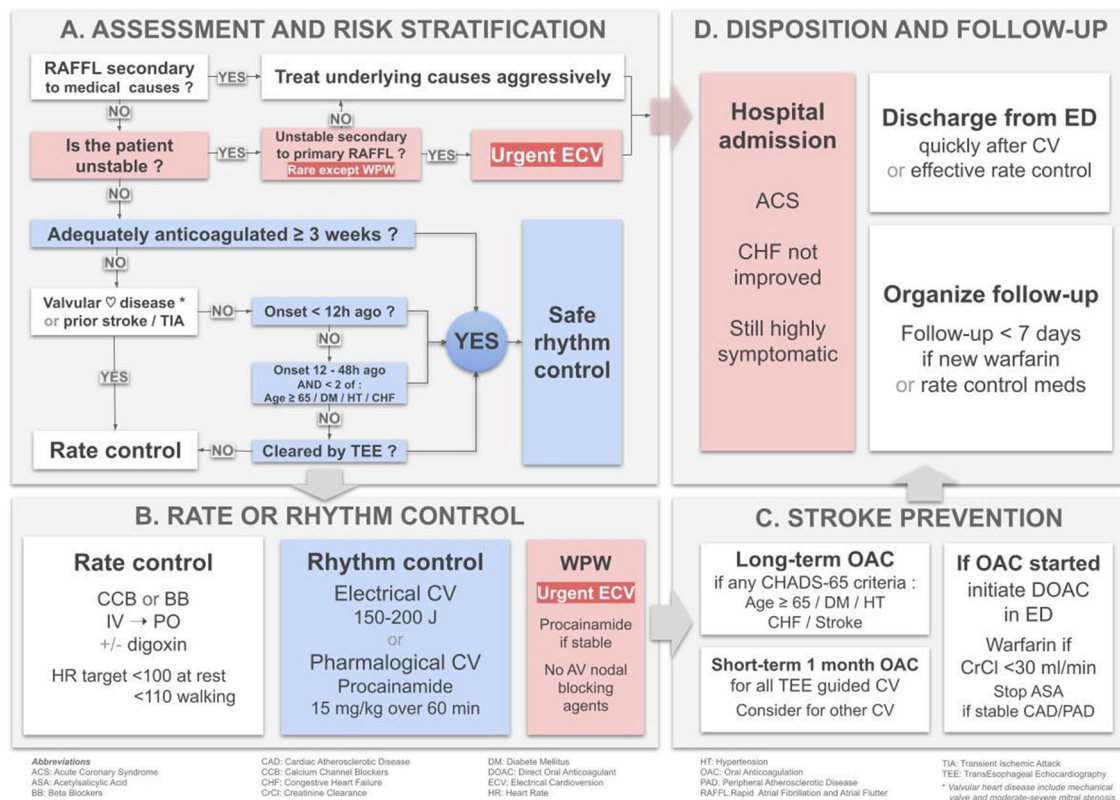 A. ASSESSMENT AND RISK STRATIFICATION
RAFFL secondary
to medical causes ?
YES
Treat underlying causes aggressively
NO
NO
Is the patient
unstable ?
YES
Unstable secondary
to primary RAFFL ?
Rare except WPW
YES
Urgent ECV
NO
Adequately anticoagulated ≥ 3 weeks ?
NO
Valvular ♡ disease *
or prior stroke / TIA
NO
Onset < 12h ago ?
NO
YES
Safe
rhythm
control
YES
Onset 12 - 48h ago
AND < 2 of :
Age ≥ 65 / DM / HT / CHF
NO
Rate control
NO
Cleared by TEE ?
B. RATE OR RHYTHM CONTROL
Rate control
CCB or BB
IV → PO
+/- digoxin
HR target <100 at rest
<110 walking
Rhythm control
Electrical CV
150-200 J
or
Pharmalogical CV
Procainamide
15 mg/kg over 60 min
WPW
Urgent ECV
Procainamide
if stable
No AV nodal
blocking
agents
C. STROKE PREVENTION
Long-term OAC
if any CHADS-65 criteria :
Age ≥ 65 / DM / HT
CHF / Stroke
Short-term 1 month OAC
for all TEE guided CV
Consider for other CV
If OAC started
initiate DOAC
in ED
Warfarin if
CrCl <30 ml/min
Stop ASA
if stable CAD/PAD
D. DISPOSITION AND FOLLOW-UP
Hospital
admission
ACS
CHF not
improved
Still highly
symptomatic
Discharge from ED
quickly after CV
or effective rate control
Organize follow-up
Follow-up < 7 days
if new warfarin
or rate control meds
Abbreviations
ACS: Acute Coronary Syndrome
ASA: Acetylsalicylic Acid
BB: Beta Blockers
CAD: Cardiac Atherosclerotic Disease
CCB: Calcium Channel Blockers
CHF: Congestive Heart Failure
CrCl: Creatinine Clearance
DM: Diabete Mellitus
DOAC: Direct Oral Anticoagulant
ECV: Electrical Cardioversion
HR: Heart Rate
HT: Hypertension
OAC: Oral Anticoagulation
PAD: Peripheral Atherosclerotic Disease
RAFFL:Rapid Atrial Fibrillation and Atrial Flutter
TIA: Transient Ischemic Attack
TEE: TransEsophageal Echocardiography
* Valvular heart disease include mechanical
valve and moderate-severe mitral stenosis